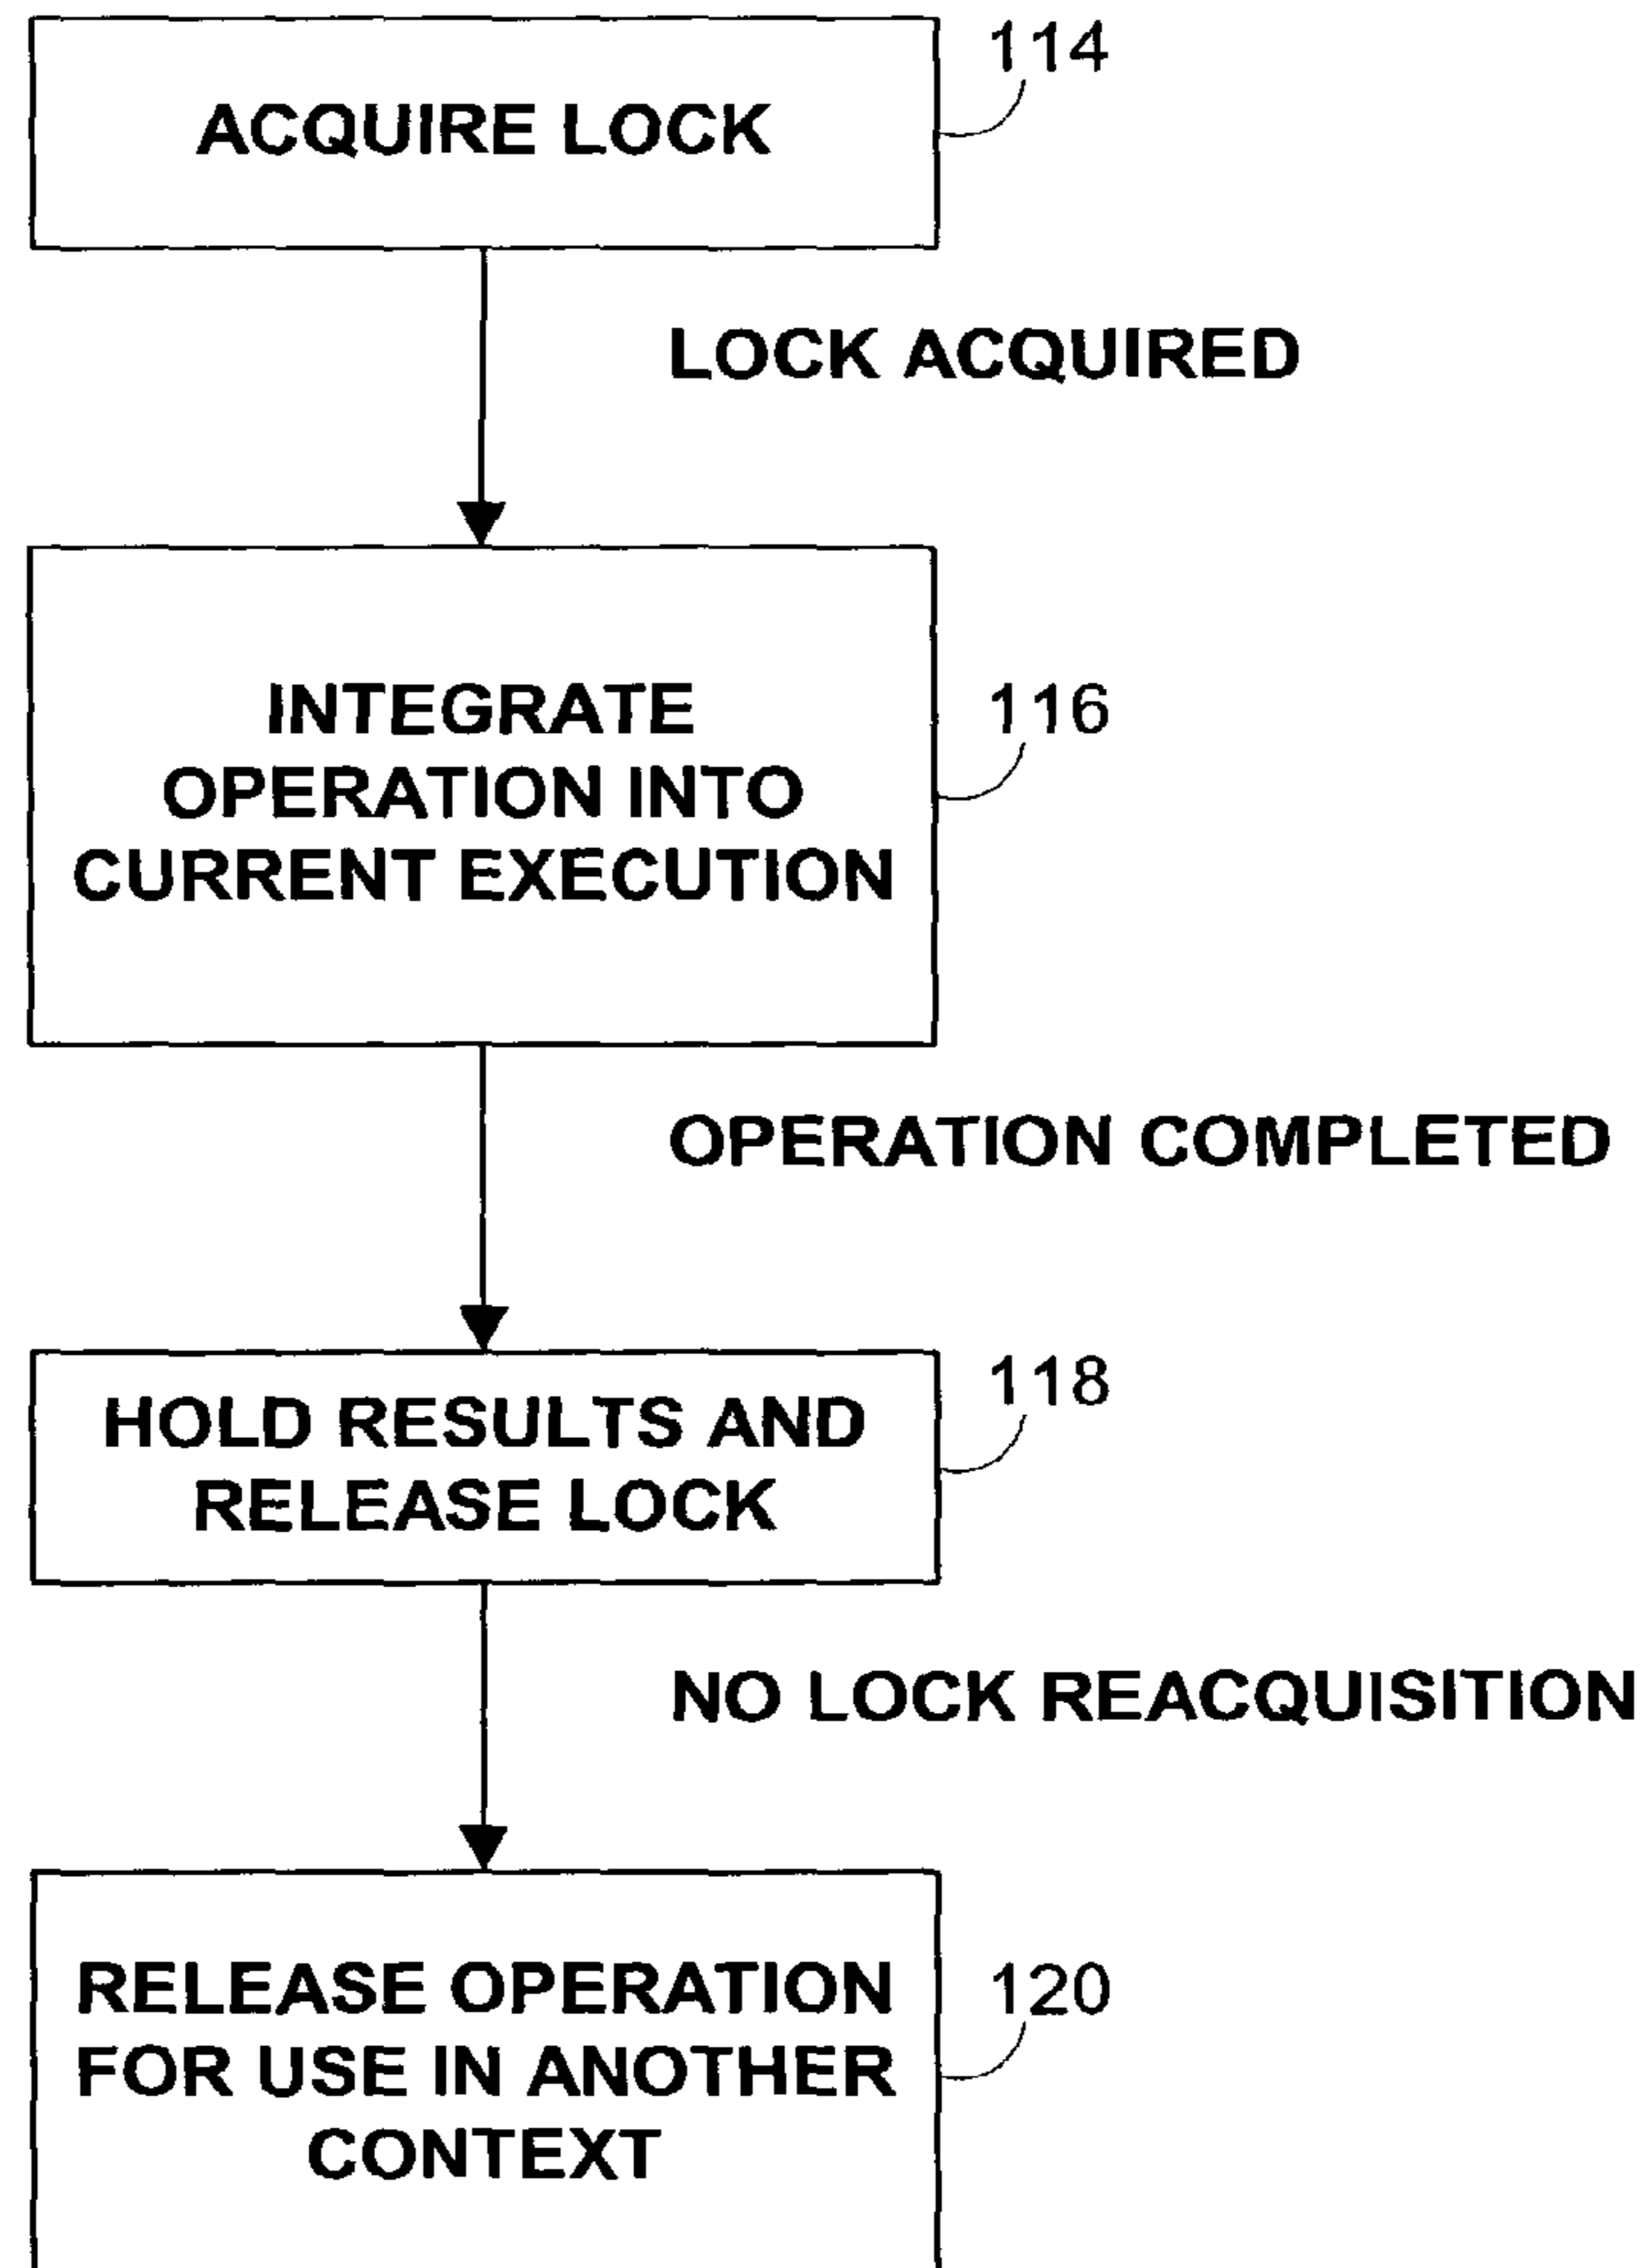 114
ACQUIRE LOCK
LOCK ACQUIRED
INTEGRATE
116
OPERATION INTO
CURRENT EXECUTION
OPERATION COMPLETED
118
HOLD RESULTS AND
RELEASE LOCK
NO LOCK REACQUISITION
RELEASE OPERATION
120
FOR USE IN ANOTHER
CONTEXT